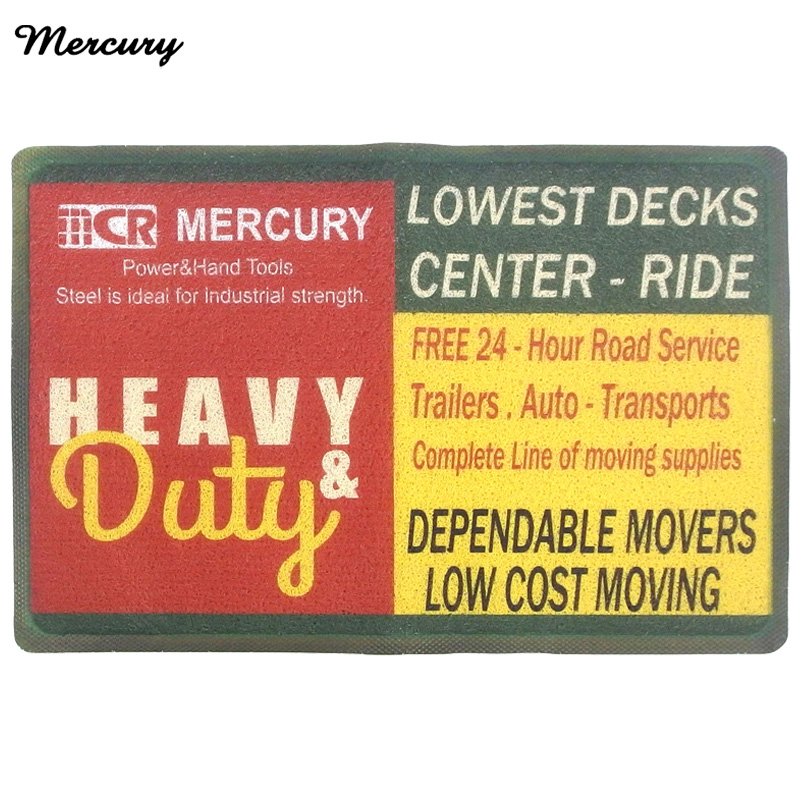 Mercury
CR MERCURY
Power&Hand Tools
Steel is ideal for industrial strength.
HEAVY
&
Duty
LOWEST DECKS
CENTER - RIDE
FREE 24 - Hour Road Service
Trailers . Auto - Transports
Complete Line of moving supplies
DEPENDABLE MOVERS
LOW COST MOVING